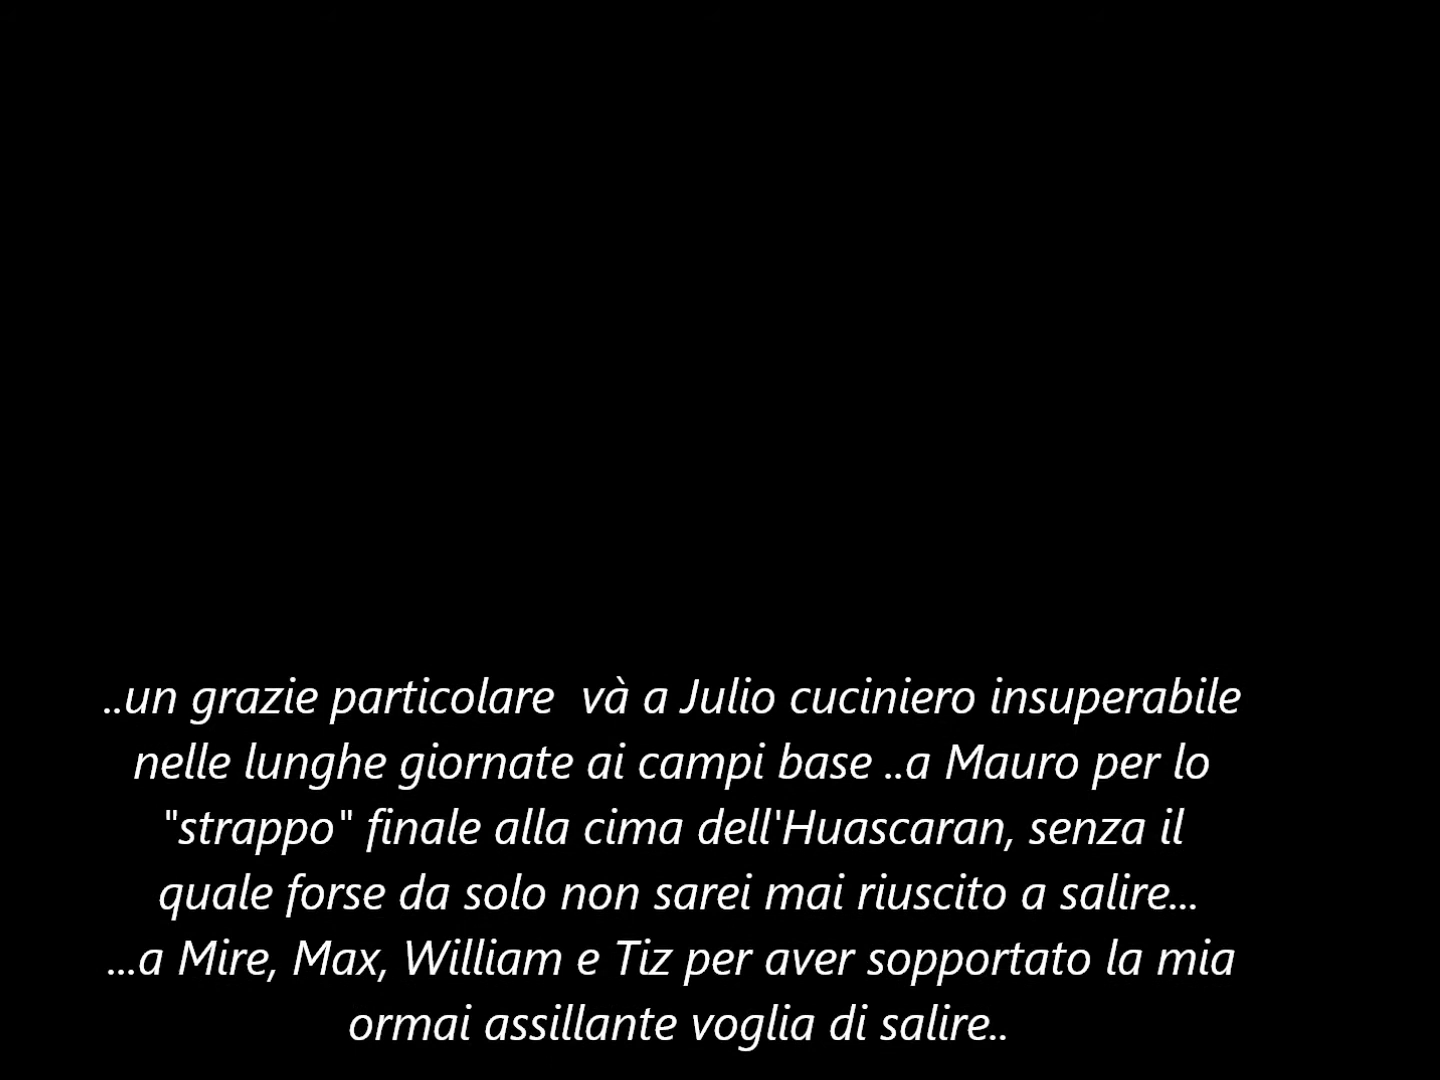 ..un grazie particolare  và a Julio cuciniero insuperabile
nelle lunghe giornate ai campi base ..a Mauro per lo
"strappo" finale alla cima dell'Huascaran, senza il
quale forse da solo non sarei mai riuscito a salire...
...a Mire, Max, William e Tiz per aver sopportato la mia
ormai assillante voglia di salire..